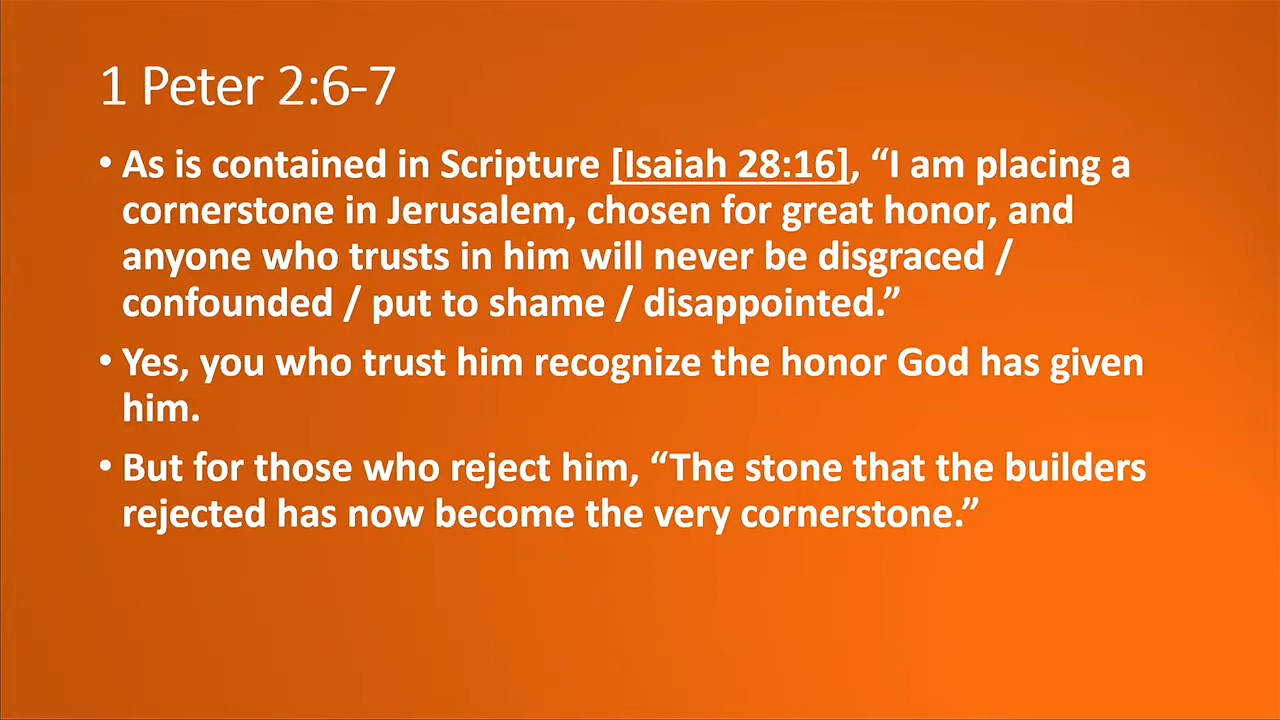 1 Peter 2:6-7
• As is contained in Scripture [Isaiah 28:16], “I am placing a
cornerstone in Jerusalem, chosen for great honor, and
anyone who trusts in him will never be disgraced /
confounded / put to shame / disappointed.”
• Yes, you who trust him recognize the honor God has given
him.
• But for those who reject him, “The stone that the builders
rejected has now become the very cornerstone.”